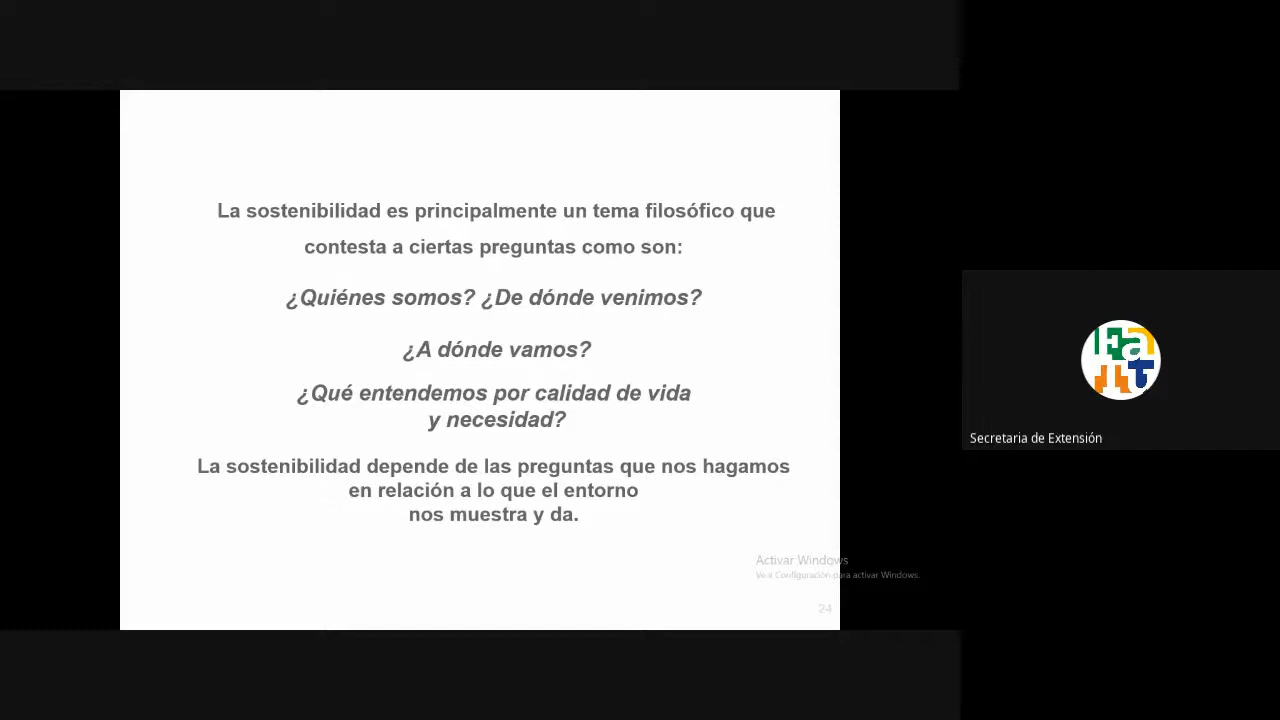 La sostenibilidad es principalmente un tema filosófico que
contesta a ciertas preguntas como son:
¿Quiénes somos? ¿De dónde venimos?
¿A dónde vamos?
¿Qué entendemos por calidad de vida
y necesidad?
La sostenibilidad depende de las preguntas que nos hagamos
en relación a lo que el entorno
nos muestra y da.
Activar Windows
Ve a Configuración para activar Windows.
24
Secretaria de Extensión